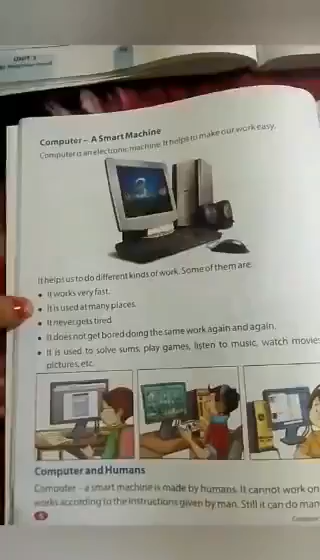 UNIT-1
Computer – A Smart Machine
Computer is an electronic machine. It helps to make our work easy.
It helps us to do different kinds of work. Some of them are:
• It works very fast.
• It is used at many places.
• It never gets tired.
• It does not get bored doing the same work again and again.
• It is used to solve sums, play games, listen to music, watch movie
pictures, etc.
Computer and Humans
Computer – a smart machine is made by humans. It cannot work on
works according to the instructions given by man. Still it can do man
6